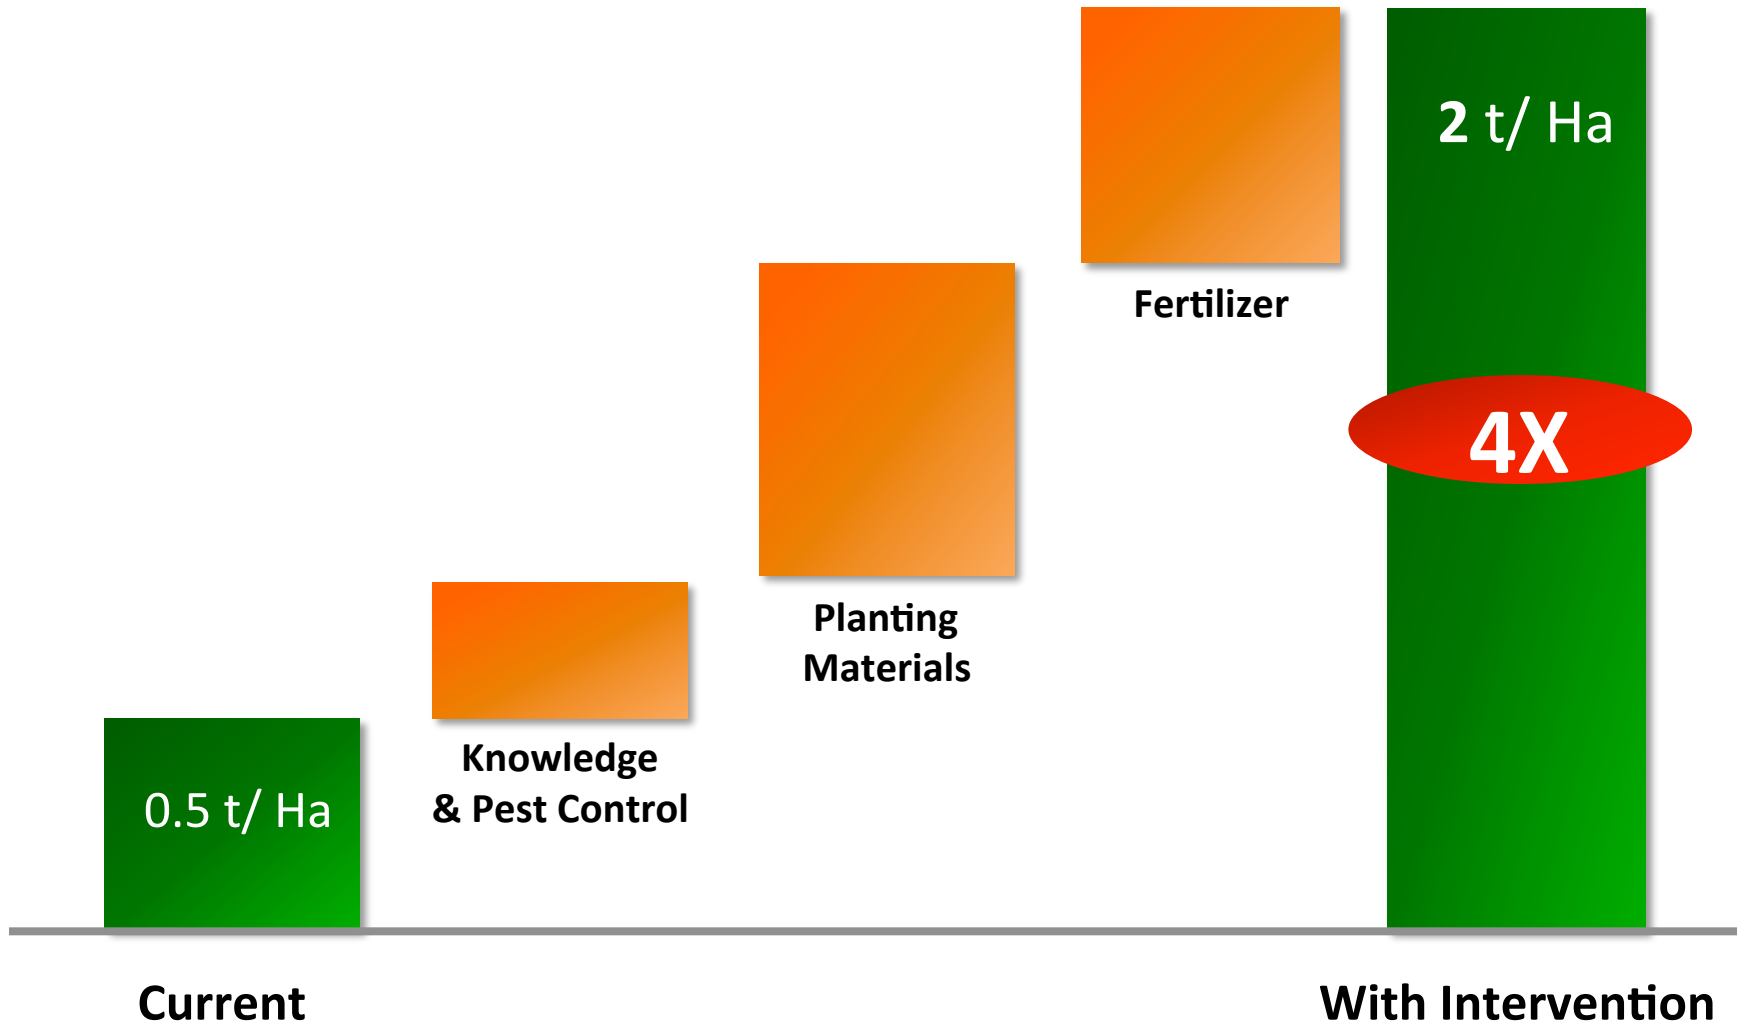 2 t/ Ha
Fertilizer
4X
Planting
Materials
Knowledge
& Pest Control
0.5 t/ Ha
Current
With Intervention